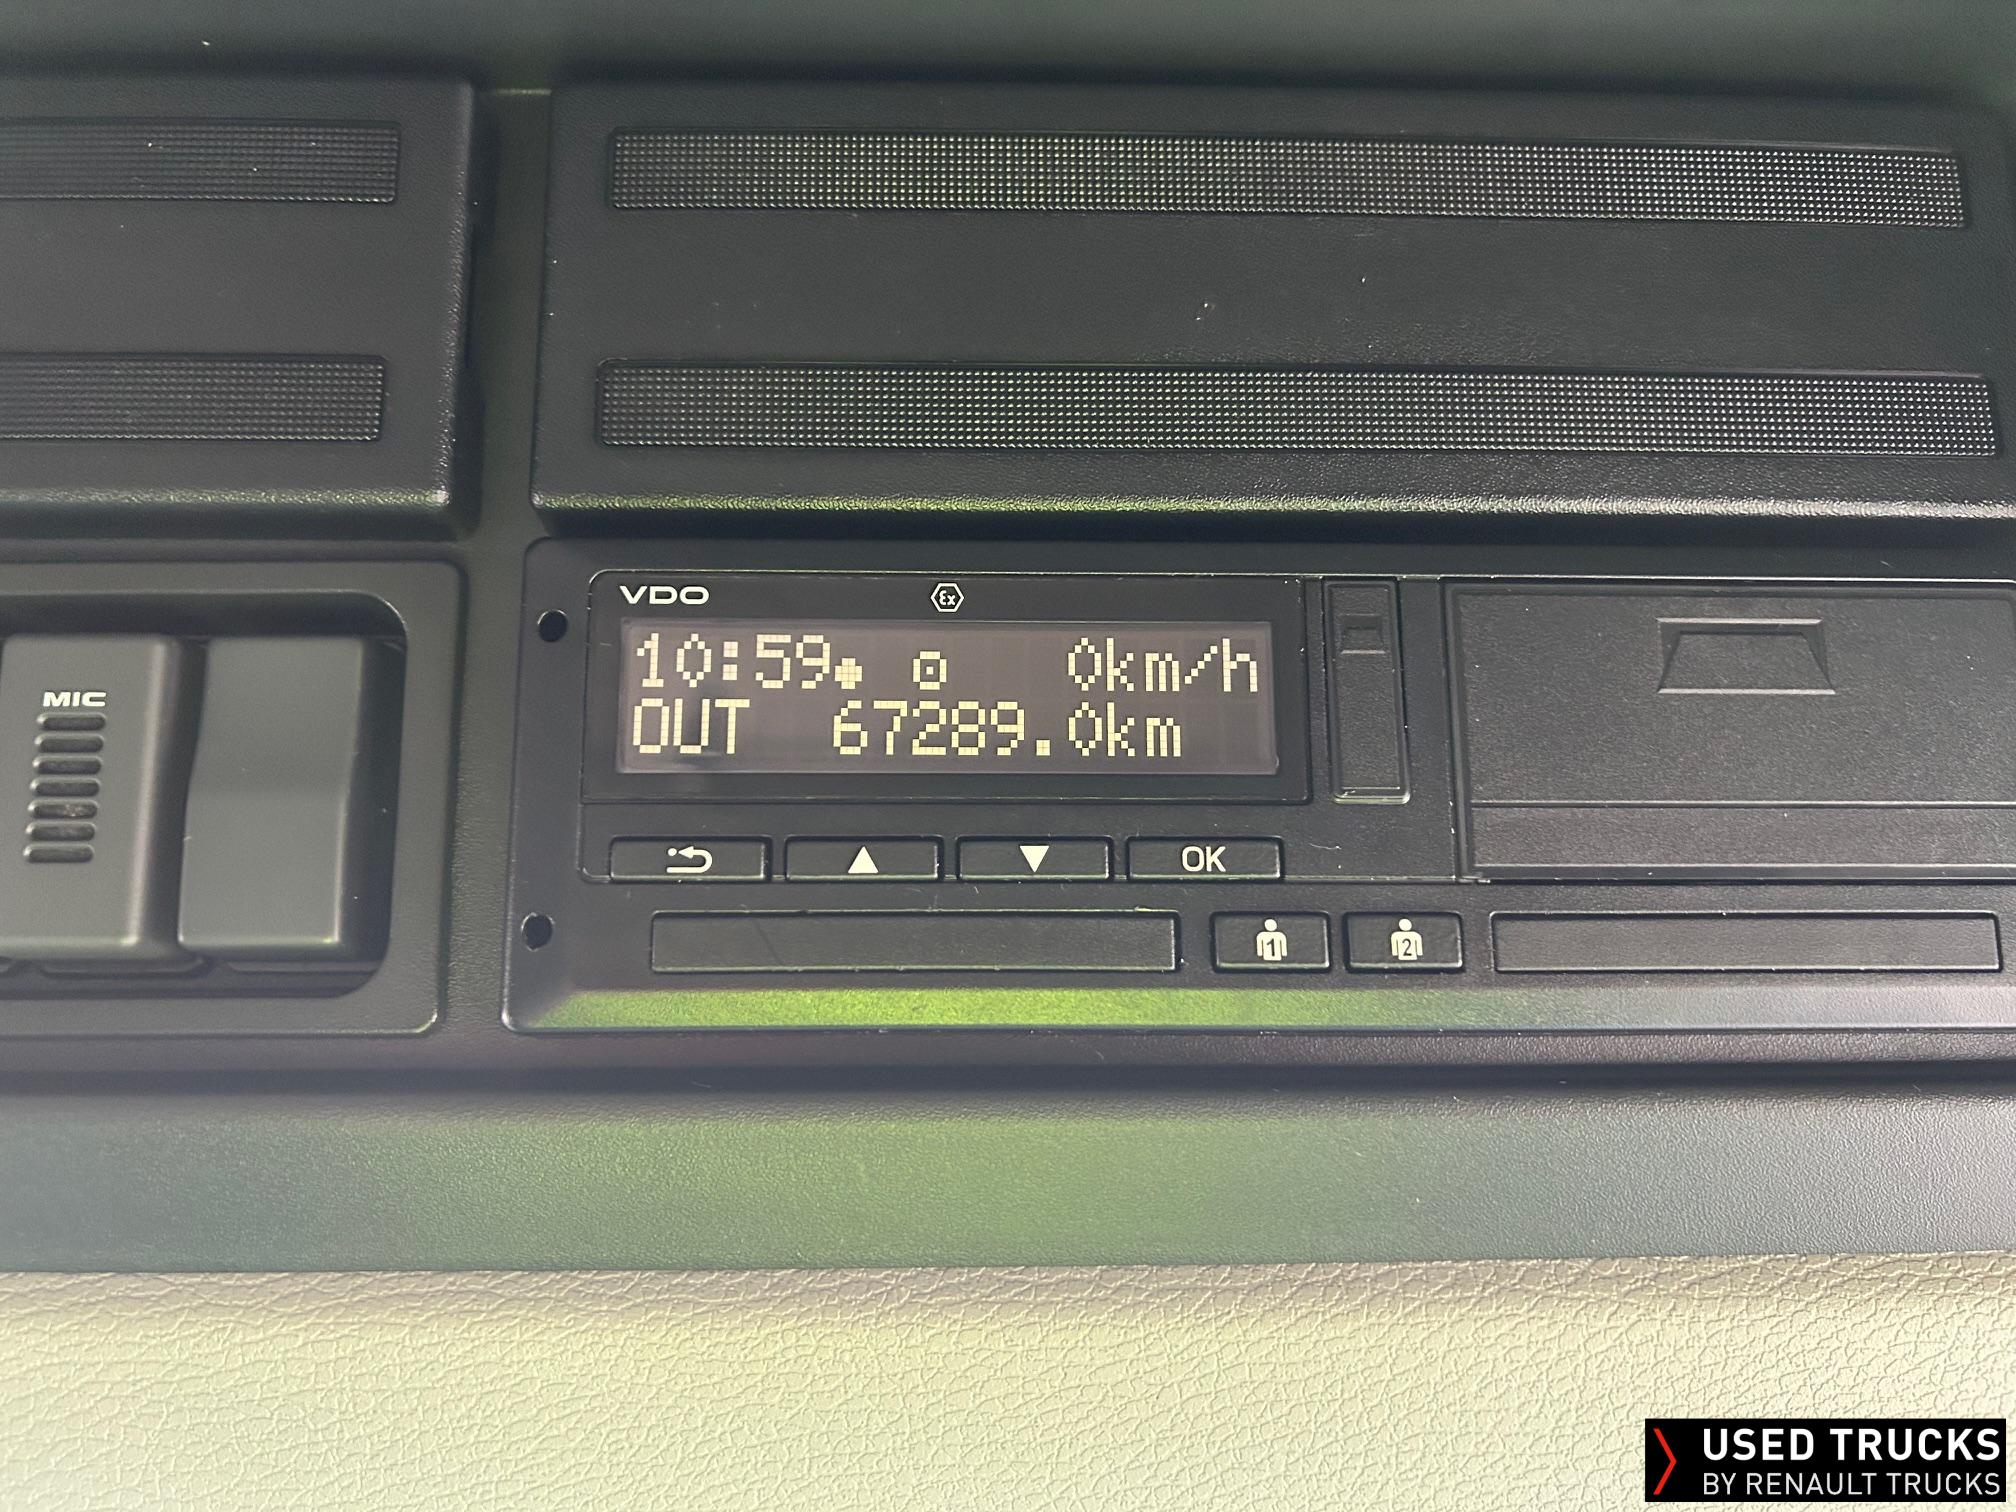 VDO
Ex
10:59 0km/h
OUT 67289.0km
MIC
OK
1
2
USED TRUCKS
BY RENAULT TRUCKS